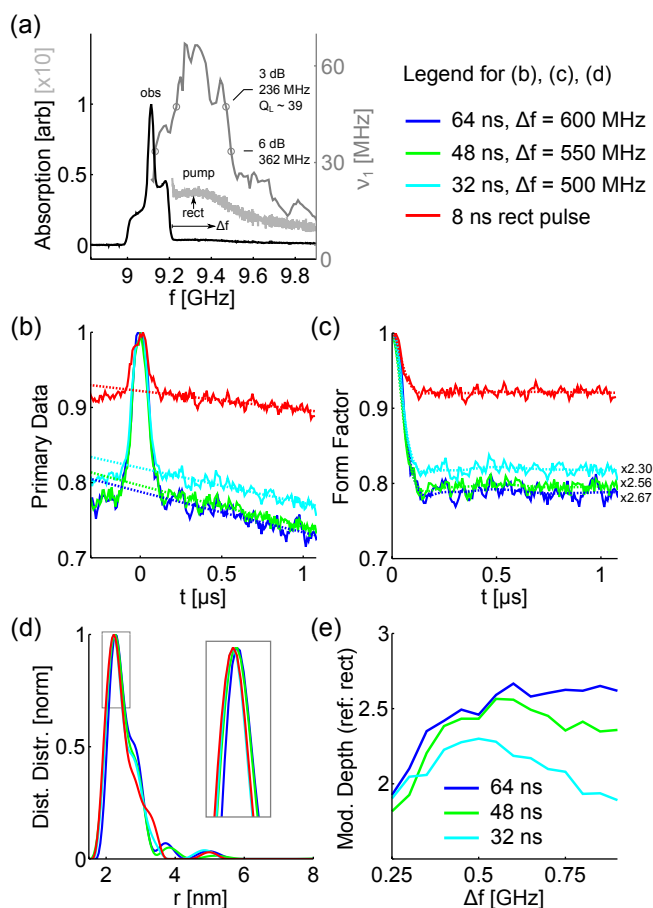 (a)
Absorption [arb] [x10]
1
0.5
0
obs
pump
rect
Δf
3 dB
236 MHz
Q_L ~ 39
6 dB
362 MHz
60
30
0
ν₁ [MHz]
9
9.2
9.4
9.6
9.8
f [GHz]
Legend for (b), (c), (d)
64 ns, Δf = 600 MHz
48 ns, Δf = 550 MHz
32 ns, Δf = 500 MHz
8 ns rect pulse
(b)
Primary Data
1
0.9
0.8
0.7
0
0.5
1
t [µs]
(c)
Form Factor
1
0.9
0.8
0.7
x2.30
x2.56
x2.67
0
0.5
1
t [µs]
(d)
Dist. Distr. [norm]
1
0.5
0
2
4
6
8
r [nm]
(e)
Mod. Depth (ref: rect)
3
2.5
2
64 ns
48 ns
32 ns
0.25
0.5
0.75
Δf [GHz]